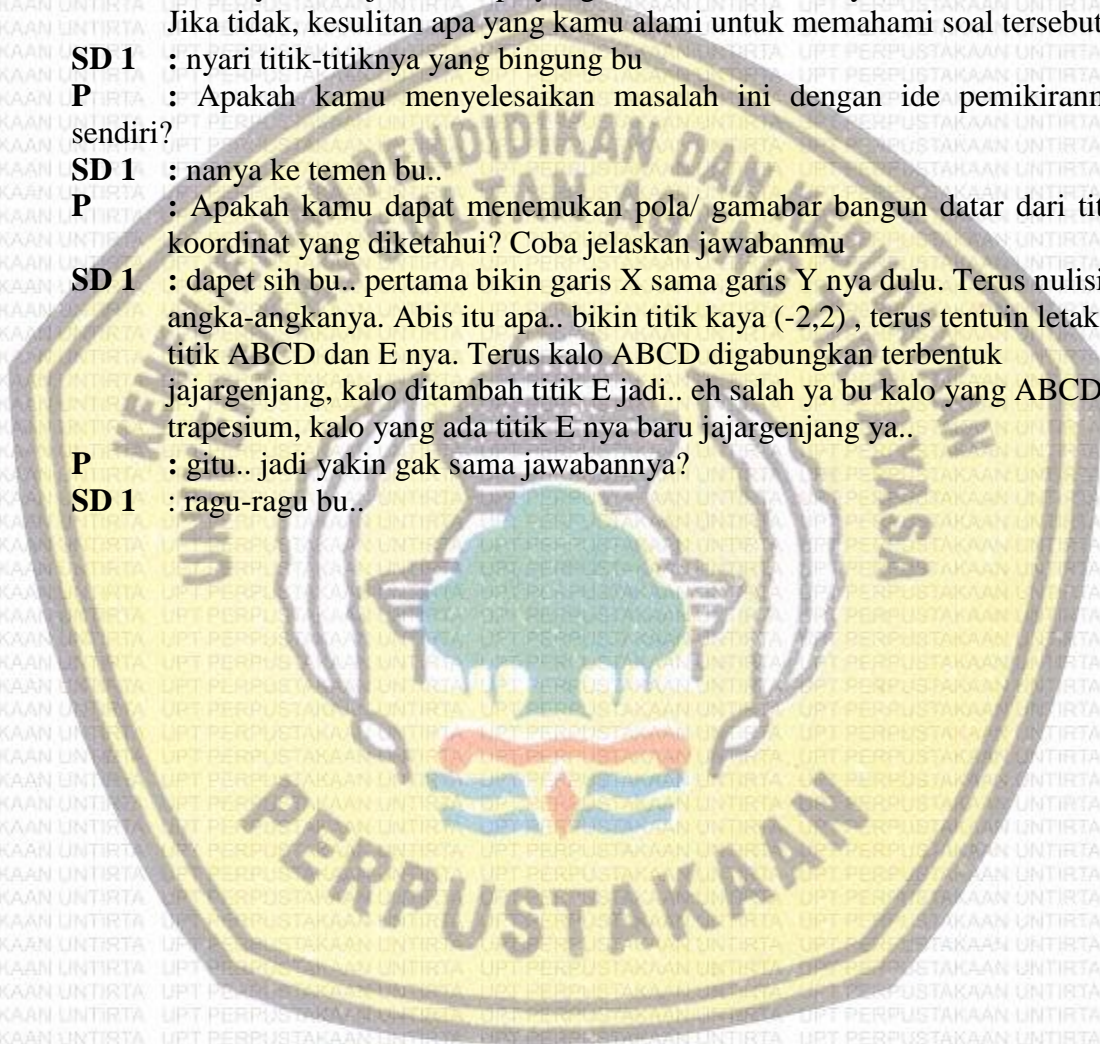 Jika tidak, kesulitan apa yang kamu alami untuk memahami soal tersebut
SD 1 : nyari titik-titiknya yang bingung bu
P : Apakah kamu menyelesaikan masalah ini dengan ide pemikirann
sendiri?
SD 1 : nanya ke temen bu..
P : Apakah kamu dapat menemukan pola/ gamabar bangun datar dari tit
koordinat yang diketahui? Coba jelaskan jawabanmu
SD 1 : dapet sih bu.. pertama bikin garis X sama garis Y nya dulu. Terus nulisi
angka-angkanya. Abis itu apa.. bikin titik kaya (-2,2) , terus tentuin letak
titik ABCD dan E nya. Terus kalo ABCD digabungkan terbentuk
jajargenjang, kalo ditambah titik E jadi.. eh salah ya bu kalo yang ABCD
trapesium, kalo yang ada titik E nya baru jajargenjang ya..
P : gitu.. jadi yakin gak sama jawabannya?
SD 1 : ragu-ragu bu..
PERPUSTAKAAN